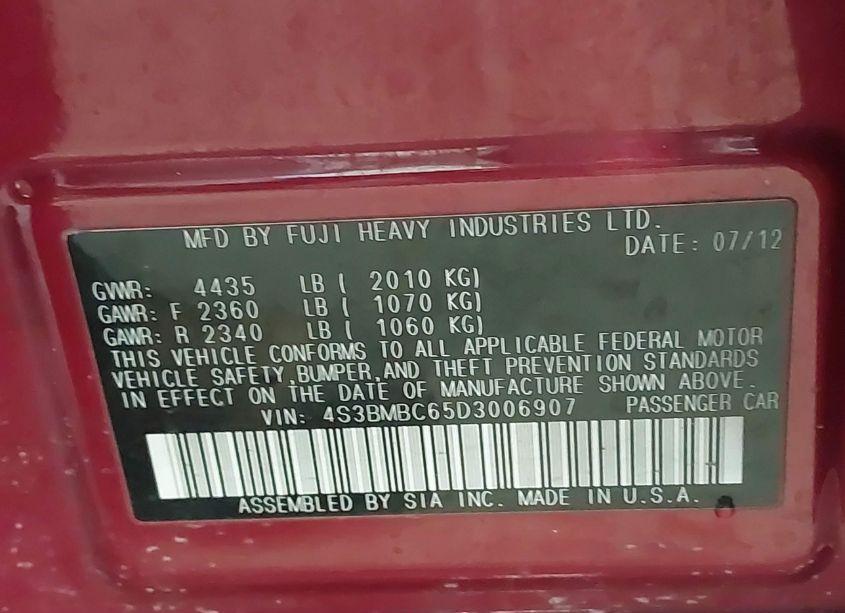 MFD BY FUJI HEAVY INDUSTRIES LTD.
DATE: 07/12
GVWR: 4435 LB ( 2010 KG)
GAWR: F 2360 LB ( 1070 KG)
GAWR: R 2340 LB ( 1060 KG)
THIS VEHICLE CONFORMS TO ALL APPLICABLE FEDERAL MOTOR
VEHICLE SAFETY,BUMPER,AND THEFT PREVENTION STANDARDS
IN EFFECT ON THE DATE OF MANUFACTURE SHOWN ABOVE.
VIN: 4S3BMBC65D3006907 PASSENGER CAR
ASSEMBLED BY SIA INC. MADE IN U.S.A.